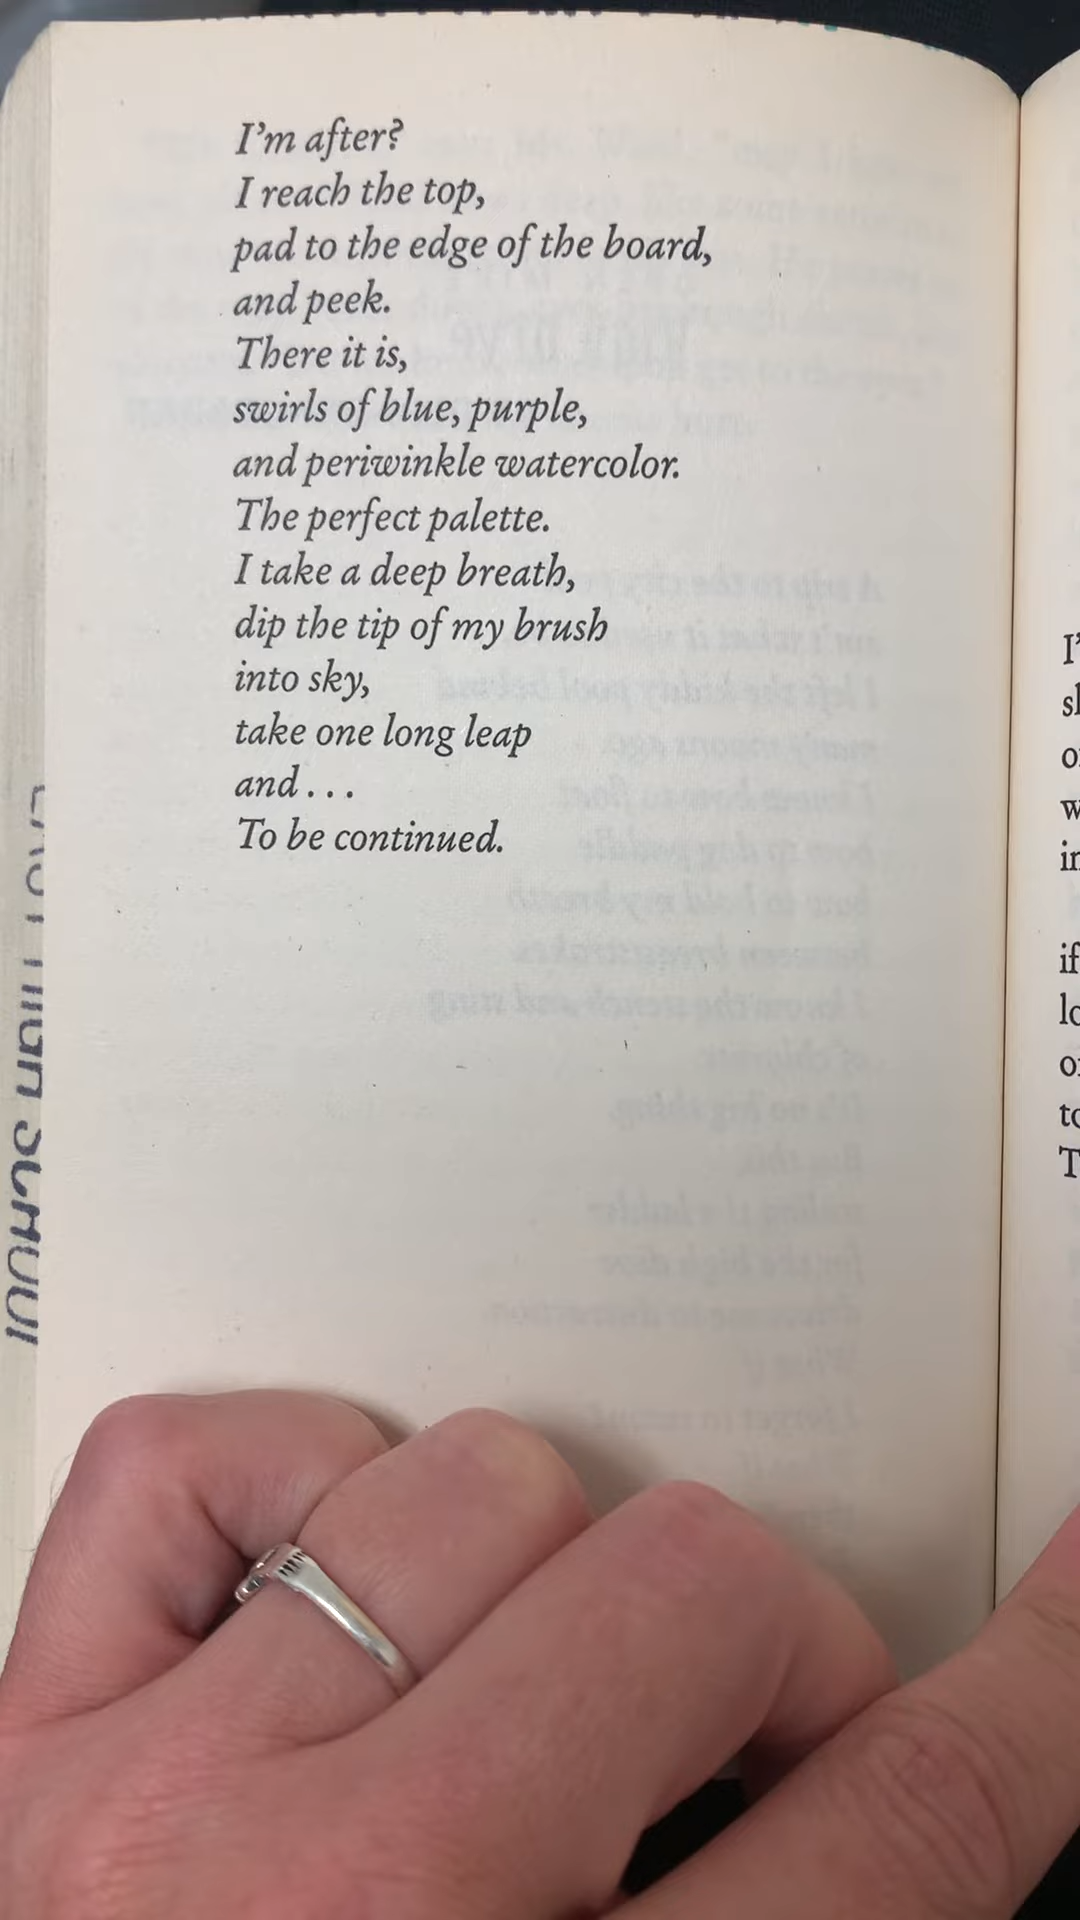 I'm after?
I reach the top,
pad to the edge of the board,
and peek.
There it is,
swirls of blue, purple,
and periwinkle watercolor.
The perfect palette.
I take a deep breath,
dip the tip of my brush
into sky,
take one long leap
and . . .
To be continued.